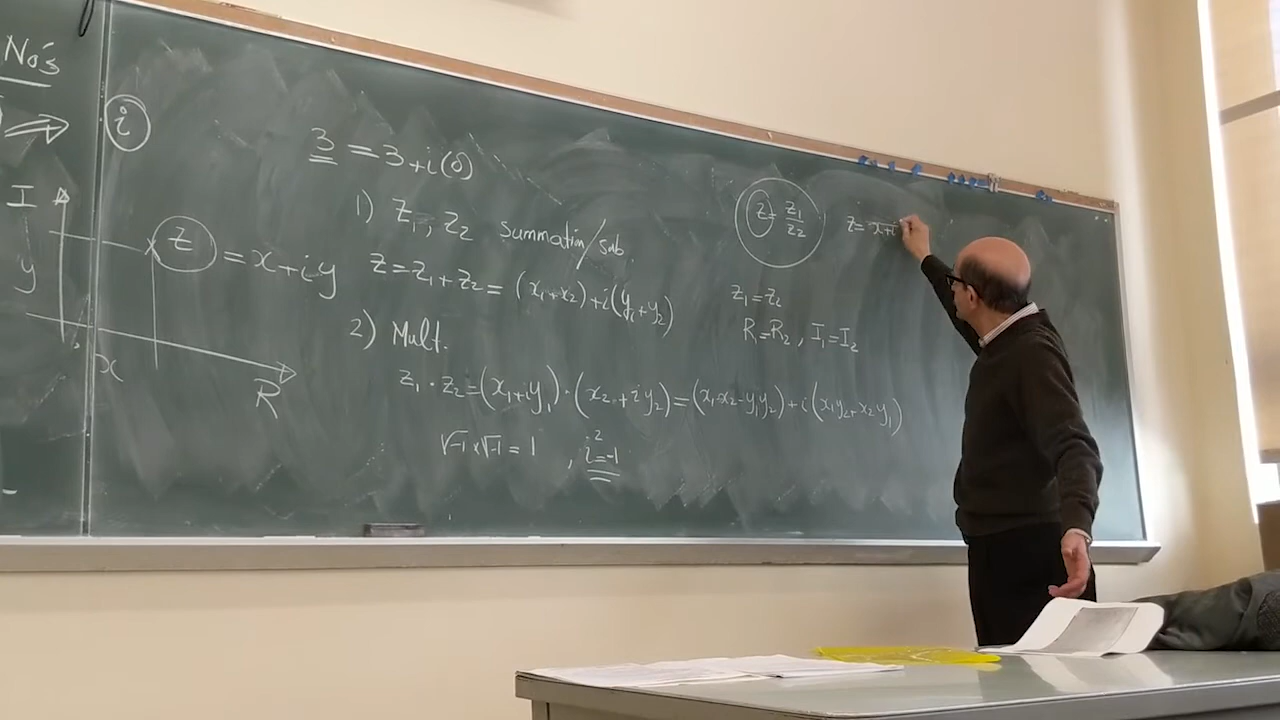 No's
i
I
y
x
R
z = x+iy
3 = 3+i(0)
1) z₁, z₂ Summation/sub.
z = z₁+z₂ = (x₁+x₂)+i(y₁+y₂)
2) Mult.
z₁ · z₂ = (x₁+iy₁)·(x₂+iy₂) = (x₁x₂-y₁y₂)+i(x₁y₂+x₂y₁)
√-1 x √-1 = 1 , i²=-1
z = z₁/z₂
z = x+i
z₁=z₂
R=R₂, I₁=I₂